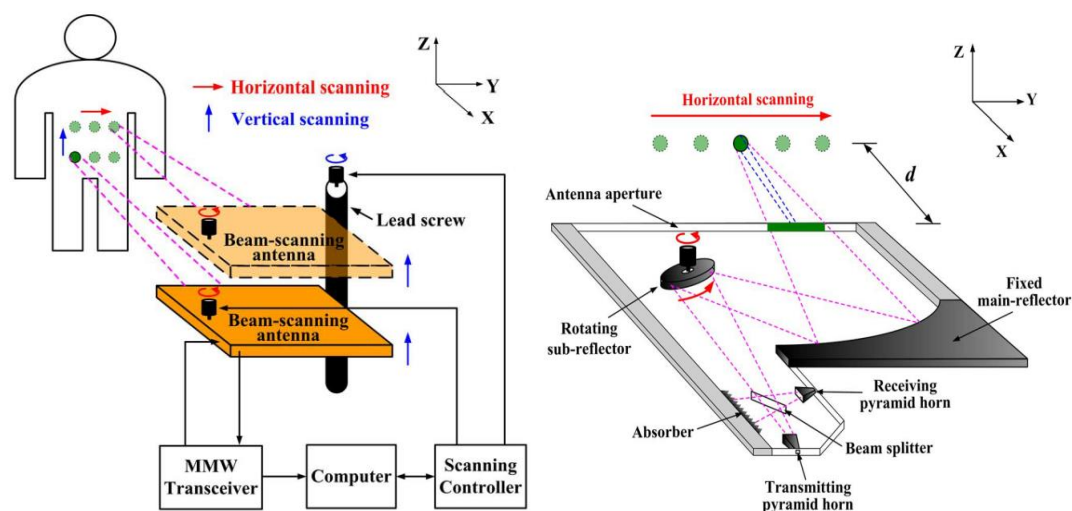 Z
Y
X
Horizontal scanning
Vertical scanning
Lead screw
Beam-scanning
antenna
Beam-scanning
antenna
MMW
Transceiver
Computer
Scanning
Controller
Z
Y
X
Horizontal scanning
d
Antenna aperture
Rotating
sub-reflector
Fixed
main-reflector
Receiving
pyramid horn
Absorber
Beam splitter
Transmitting
pyramid horn